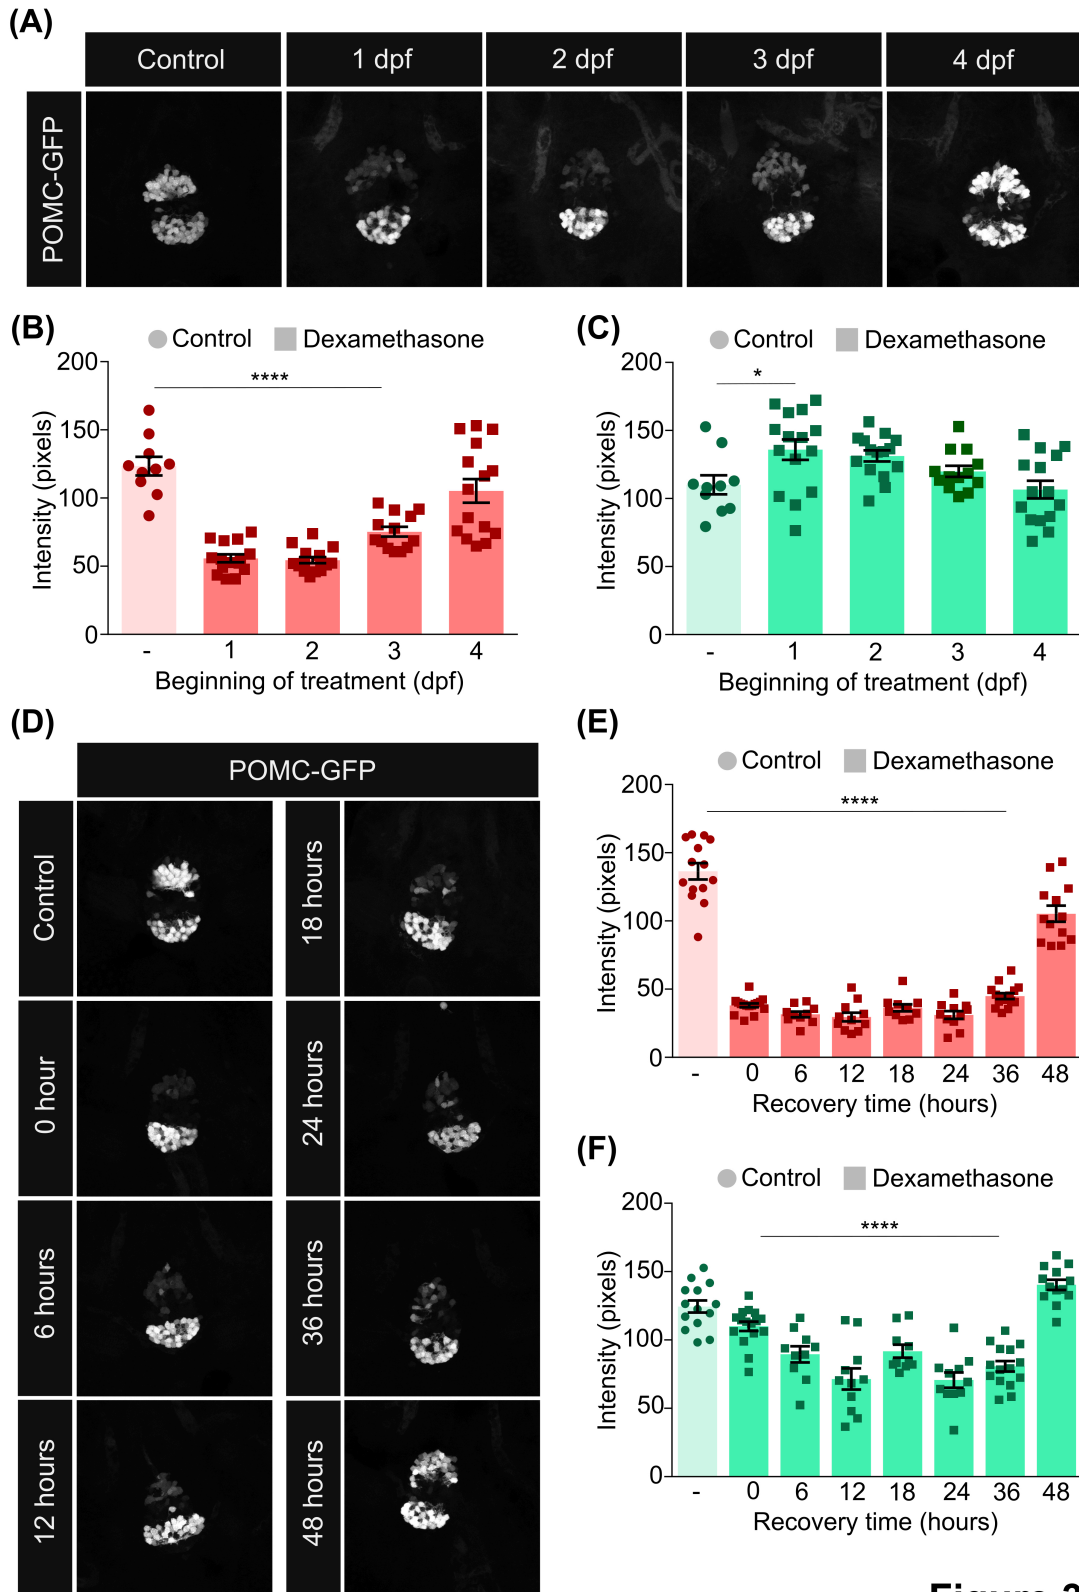 (A)
Control 1 dpf 2 dpf 3 dpf 4 dpf
POMC-GFP
(B)
Control Dexamethasone
Intensity (pixels)
200
150
100
50
0
****
- 1 2 3 4
Beginning of treatment (dpf)
(C)
Control Dexamethasone
Intensity (pixels)
200
150
100
50
0
*
- 1 2 3 4
Beginning of treatment (dpf)
(D)
POMC-GFP
Control
0 hour
6 hours
12 hours
18 hours
24 hours
36 hours
48 hours
(E)
Control Dexamethasone
Intensity (pixels)
200
150
100
50
0
****
- 0 6 12 18 24 36 48
Recovery time (hours)
(F)
Control Dexamethasone
Intensity (pixels)
200
150
100
50
0
****
- 0 6 12 18 24 36 48
Recovery time (hours)